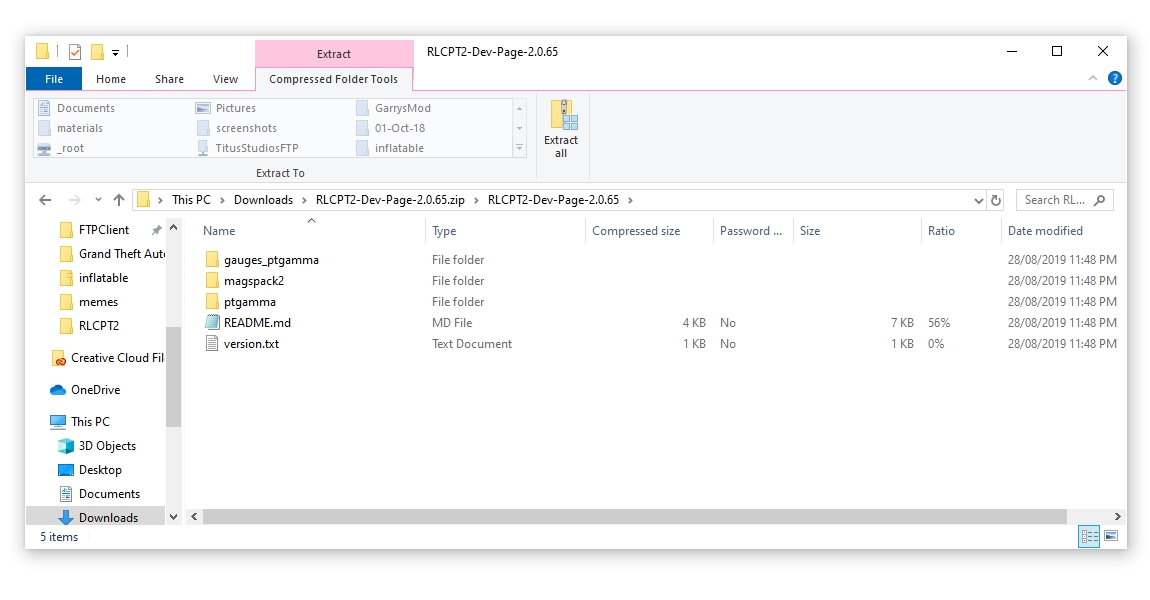 Extract RLCPT2-Dev-Page-2.0.65
File Home Share View Compressed Folder Tools
Documents Pictures GarrysMod
materials screenshots 01-Oct-18
_root TitusStudiosFTP inflatable
Extract all
Extract To
This PC Downloads RLCPT2-Dev-Page-2.0.65.zip RLCPT2-Dev-Page-2.0.65 Search RL...
FTPClient
Grand Theft Aut
inflatable
memes
RLCPT2
Creative Cloud Fil
OneDrive
This PC
3D Objects
Desktop
Documents
Downloads
Name Type Compressed size Password ... Size Ratio Date modified
gauges_ptgamma File folder 28/08/2019 11:48 PM
magspack2 File folder 28/08/2019 11:48 PM
ptgamma File folder 28/08/2019 11:48 PM
README.md MD File 4 KB No 7 KB 56% 28/08/2019 11:48 PM
version.txt Text Document 1 KB No 1 KB 0% 28/08/2019 11:48 PM
5 items